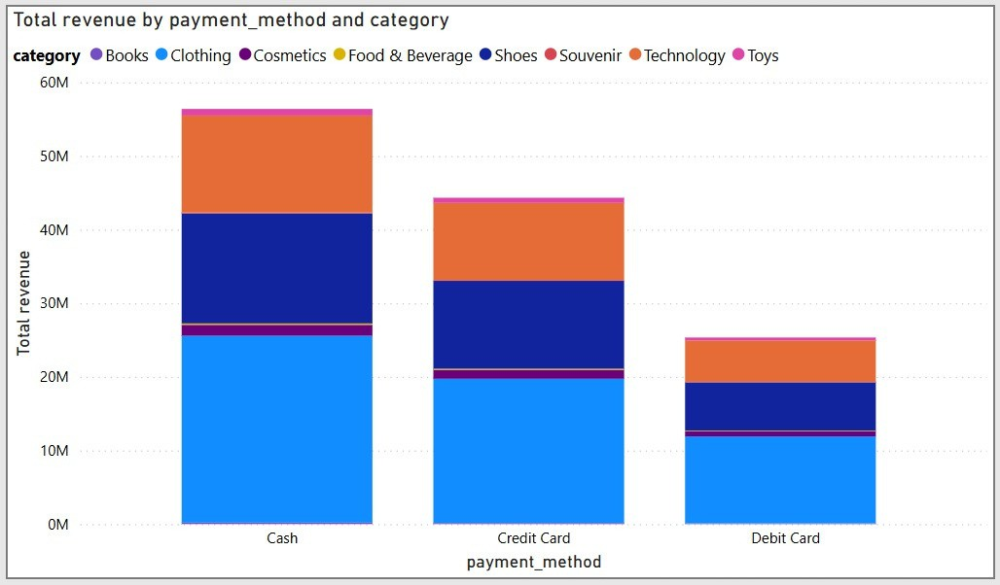 Total revenue by payment_method and category
category Books Clothing Cosmetics Food & Beverage Shoes Souvenir Technology Toys
60M
50M
40M
30M
20M
10M
0M
Total revenue
Cash Credit Card Debit Card
payment_method